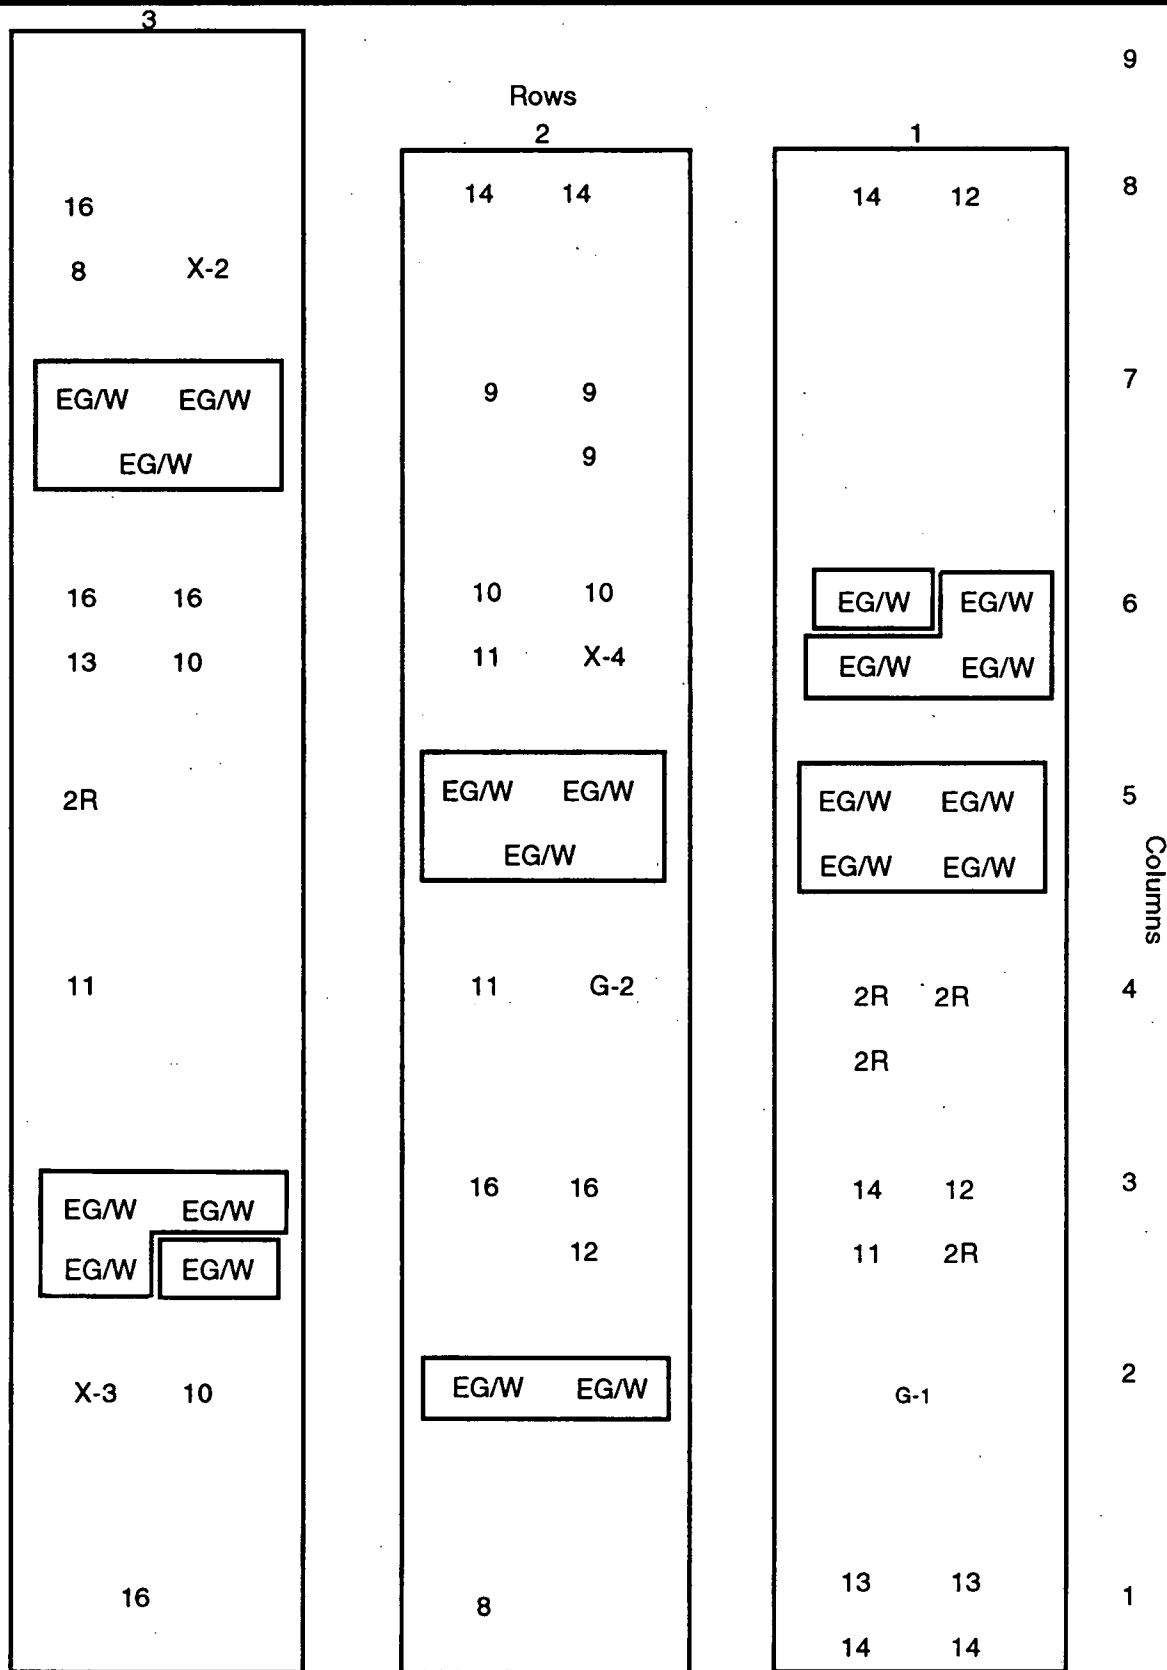 3
9
Rows
2
1
16
14 14
14 12
8
8 X-2
EG/W EG/W
9 9
7
EG/W
9
16 16
10 10
EG/W EG/W
6
13 10
11 X-4
EG/W EG/W
2R
EG/W EG/W
EG/W EG/W
5
EG/W
EG/W EG/W
Columns
11
11 G-2
2R 2R
4
2R
EG/W EG/W
16 16
14 12
3
EG/W EG/W
12
11 2R
X-3 10
EG/W EG/W
G-1
2
16
8
13 13
1
14 14